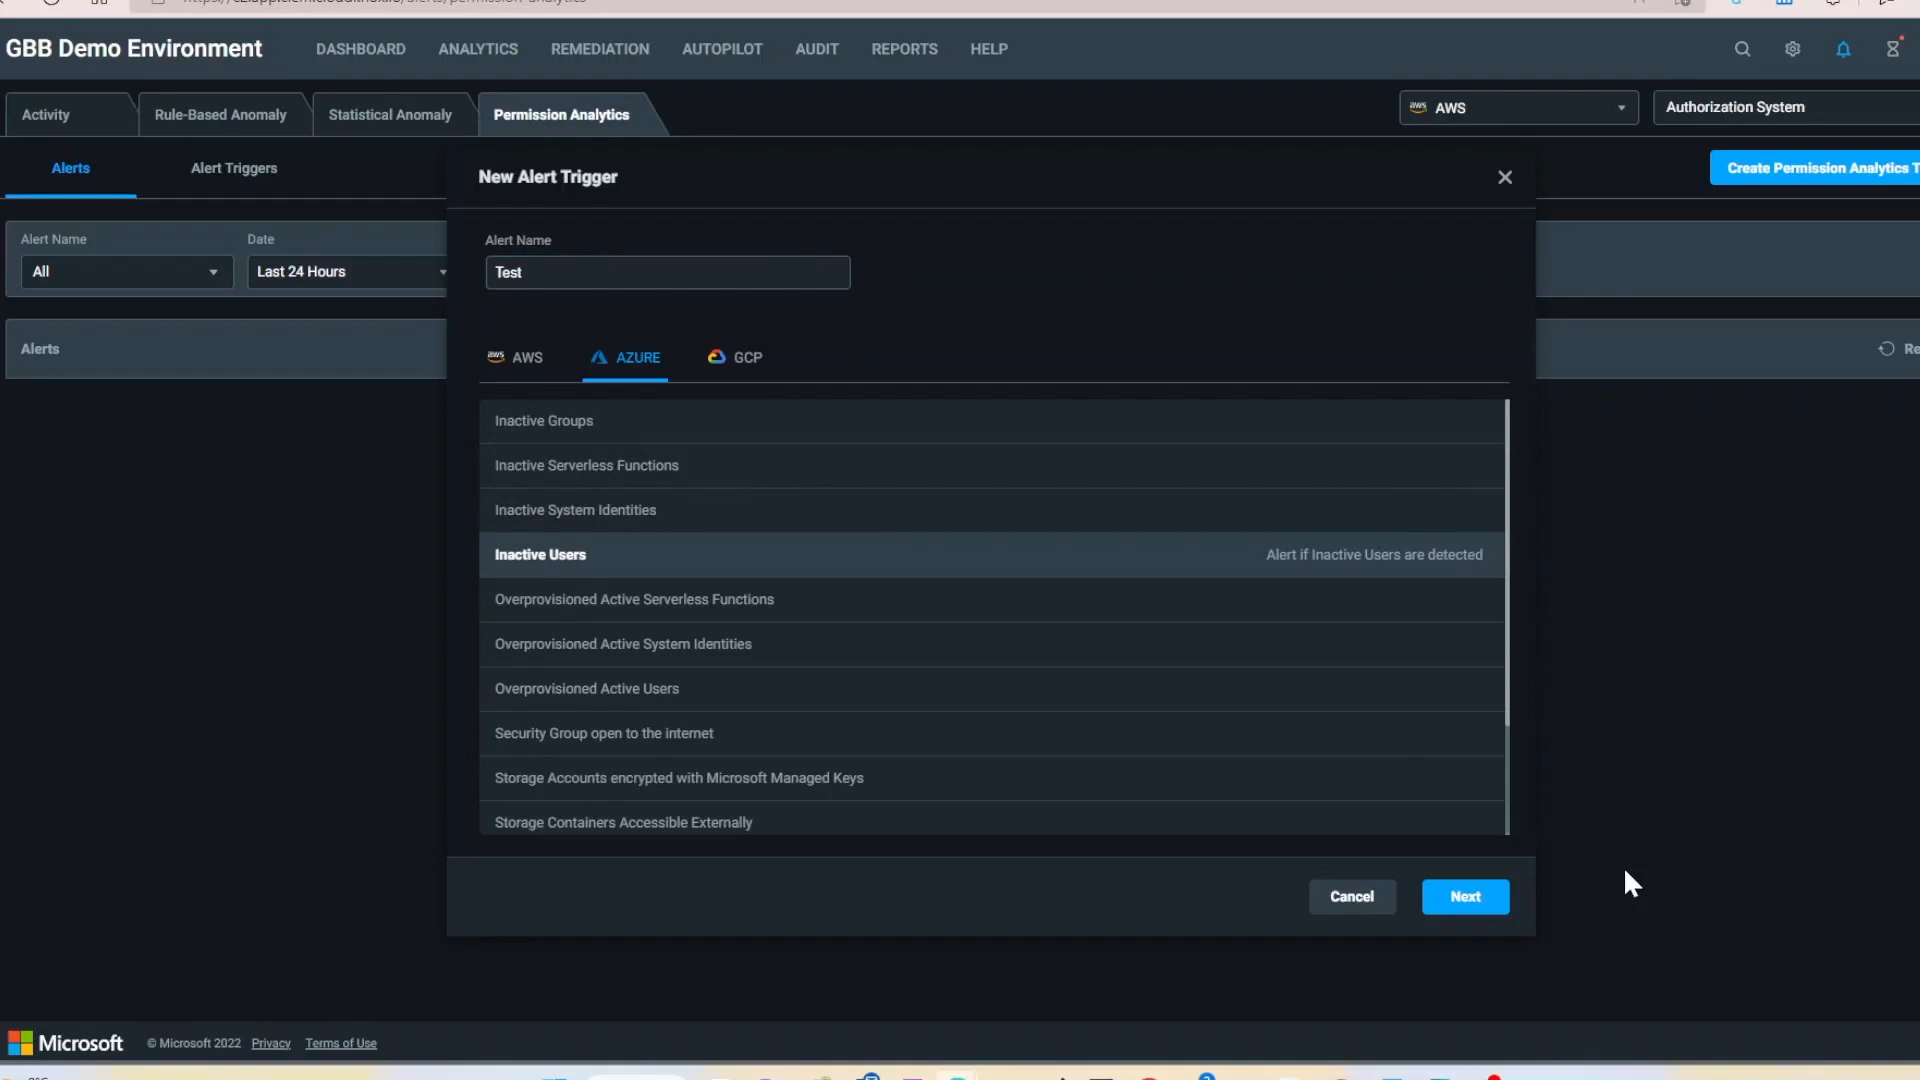 GBB Demo Environment DASHBOARD ANALYTICS REMEDIATION AUTOPILOT AUDIT REPORTS HELP
Activity Rule-Based Anomaly Statistical Anomaly Permission Analytics aws AWS Authorization System
Alerts Alert Triggers New Alert Trigger Create Permission Analytics T
Alert Name Date Alert Name
All Last 24 Hours Test
Alerts aws AWS AZURE GCP Re
Inactive Groups
Inactive Serverless Functions
Inactive System Identities
Inactive Users Alert if Inactive Users are detected
Overprovisioned Active Serverless Functions
Overprovisioned Active System Identities
Overprovisioned Active Users
Security Group open to the internet
Storage Accounts encrypted with Microsoft Managed Keys
Storage Containers Accessible Externally
Cancel Next
Microsoft © Microsoft 2022 Privacy Terms of Use